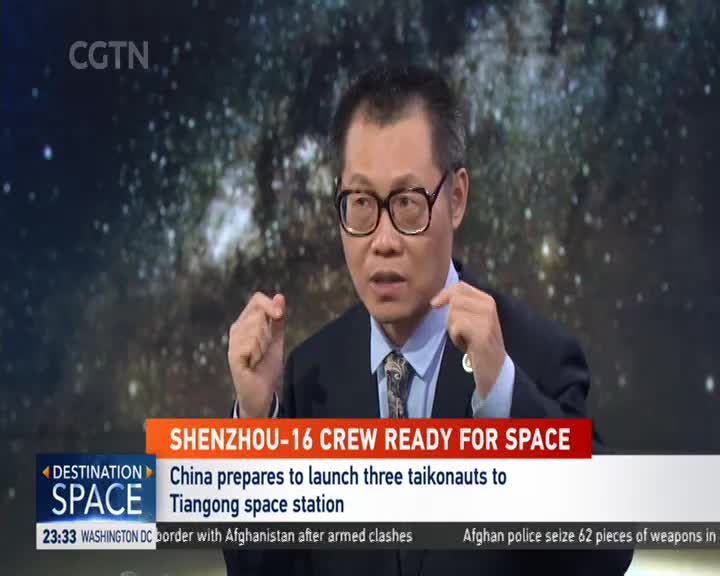 CGTN
SHENZHOU-16 CREW READY FOR SPACE
DESTINATION
SPACE
China prepares to launch three taikonauts to
Tiangong space station
23:33 WASHINGTON DC
border with Afghanistan after armed clashes Afghan police seize 62 pieces of weapons in